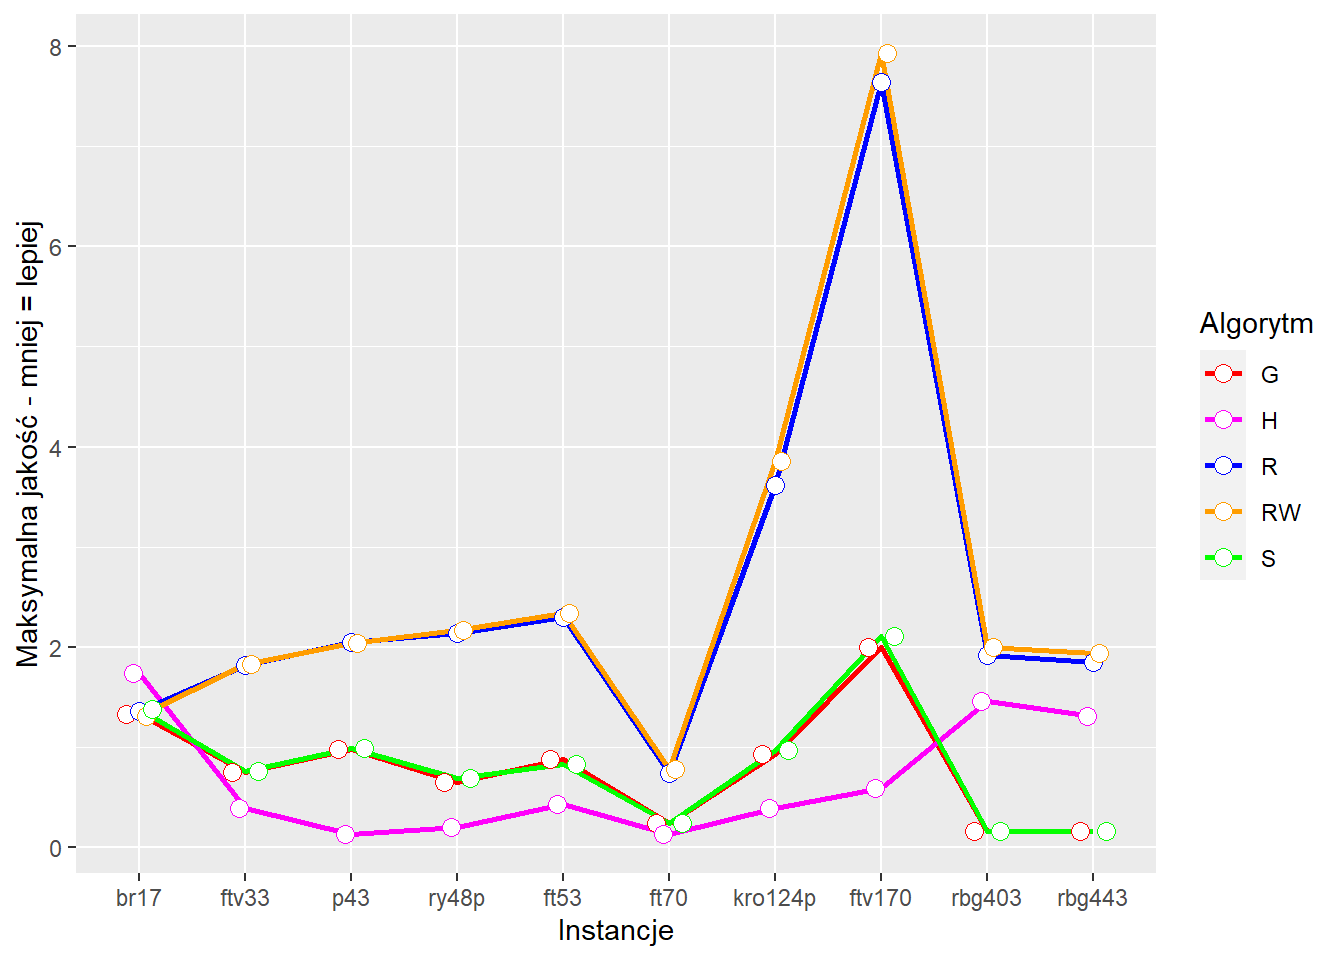 Maksymalna jakość - mniej = lepiej
8
6
4
2
0
br17 ftv33 p43 ry48p ft53 ft70 kro124p ftv170 rbg403 rbg443
Instancje
Algorytm
G
H
R
RW
S